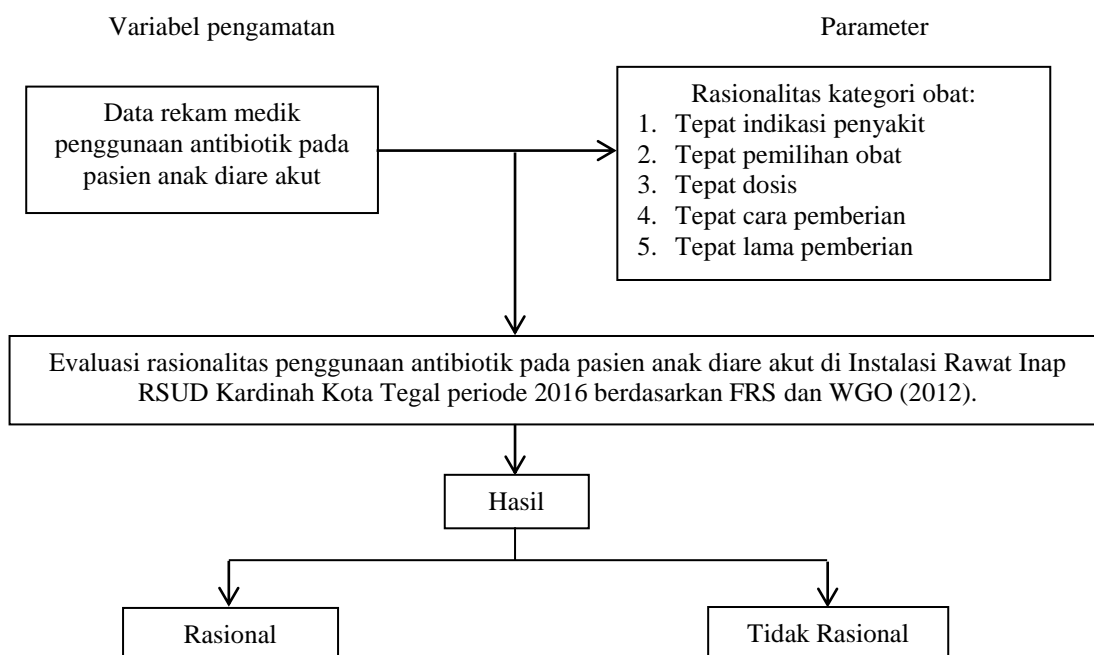 Variabel pengamatan
Parameter
Data rekam medik
penggunaan antibiotik pada
pasien anak diare akut
Rasionalitas kategori obat:
1. Tepat indikasi penyakit
2. Tepat pemilihan obat
3. Tepat dosis
4. Tepat cara pemberian
5. Tepat lama pemberian
Evaluasi rasionalitas penggunaan antibiotik pada pasien anak diare akut di Instalasi Rawat Inap
RSUD Kardinah Kota Tegal periode 2016 berdasarkan FRS dan WGO (2012).
Hasil
Rasional
Tidak Rasional